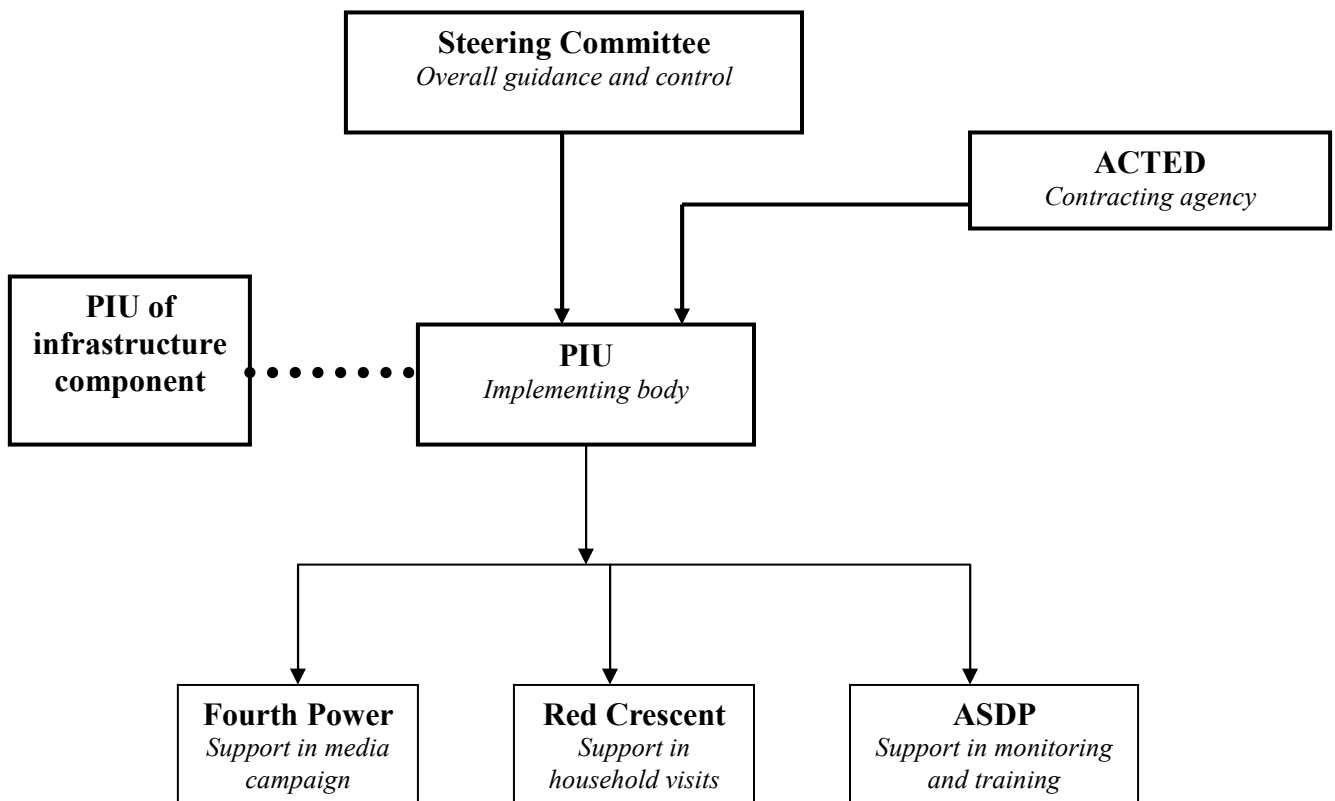 Steering Committee
Overall guidance and control
ACTED
Contracting agency
PIU of
infrastructure
component
PIU
Implementing body
Fourth Power
Support in media
campaign
Red Crescent
Support in
household visits
ASDP
Support in monitoring
and training